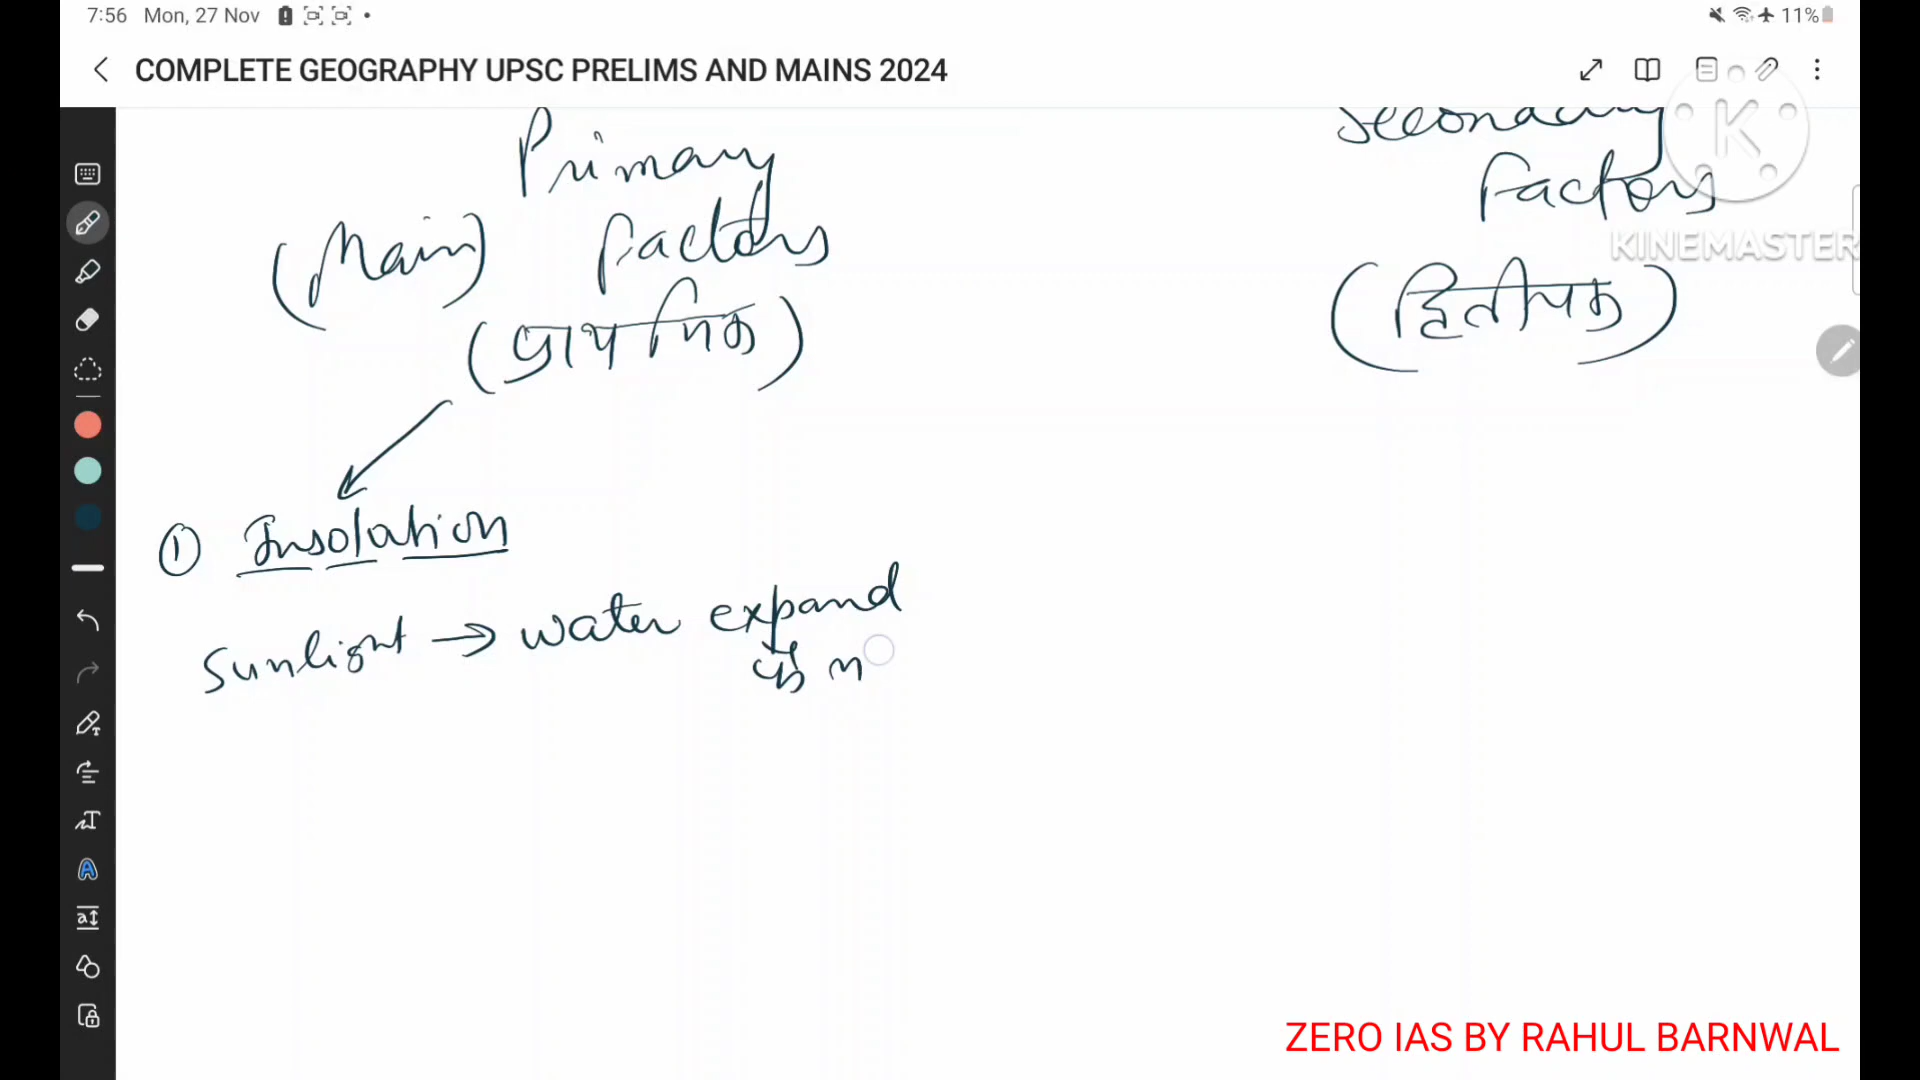 7:56 Mon, 27 Nov
11%
COMPLETE GEOGRAPHY UPSC PRELIMS AND MAINS 2024
Primary
(Main) Factors
(प्राथमिक)
Secondary
Factors
KINEMASTER
(द्वितीयक)
① Insolation
Sunlight → water expand
ZERO IAS BY RAHUL BARNWAL